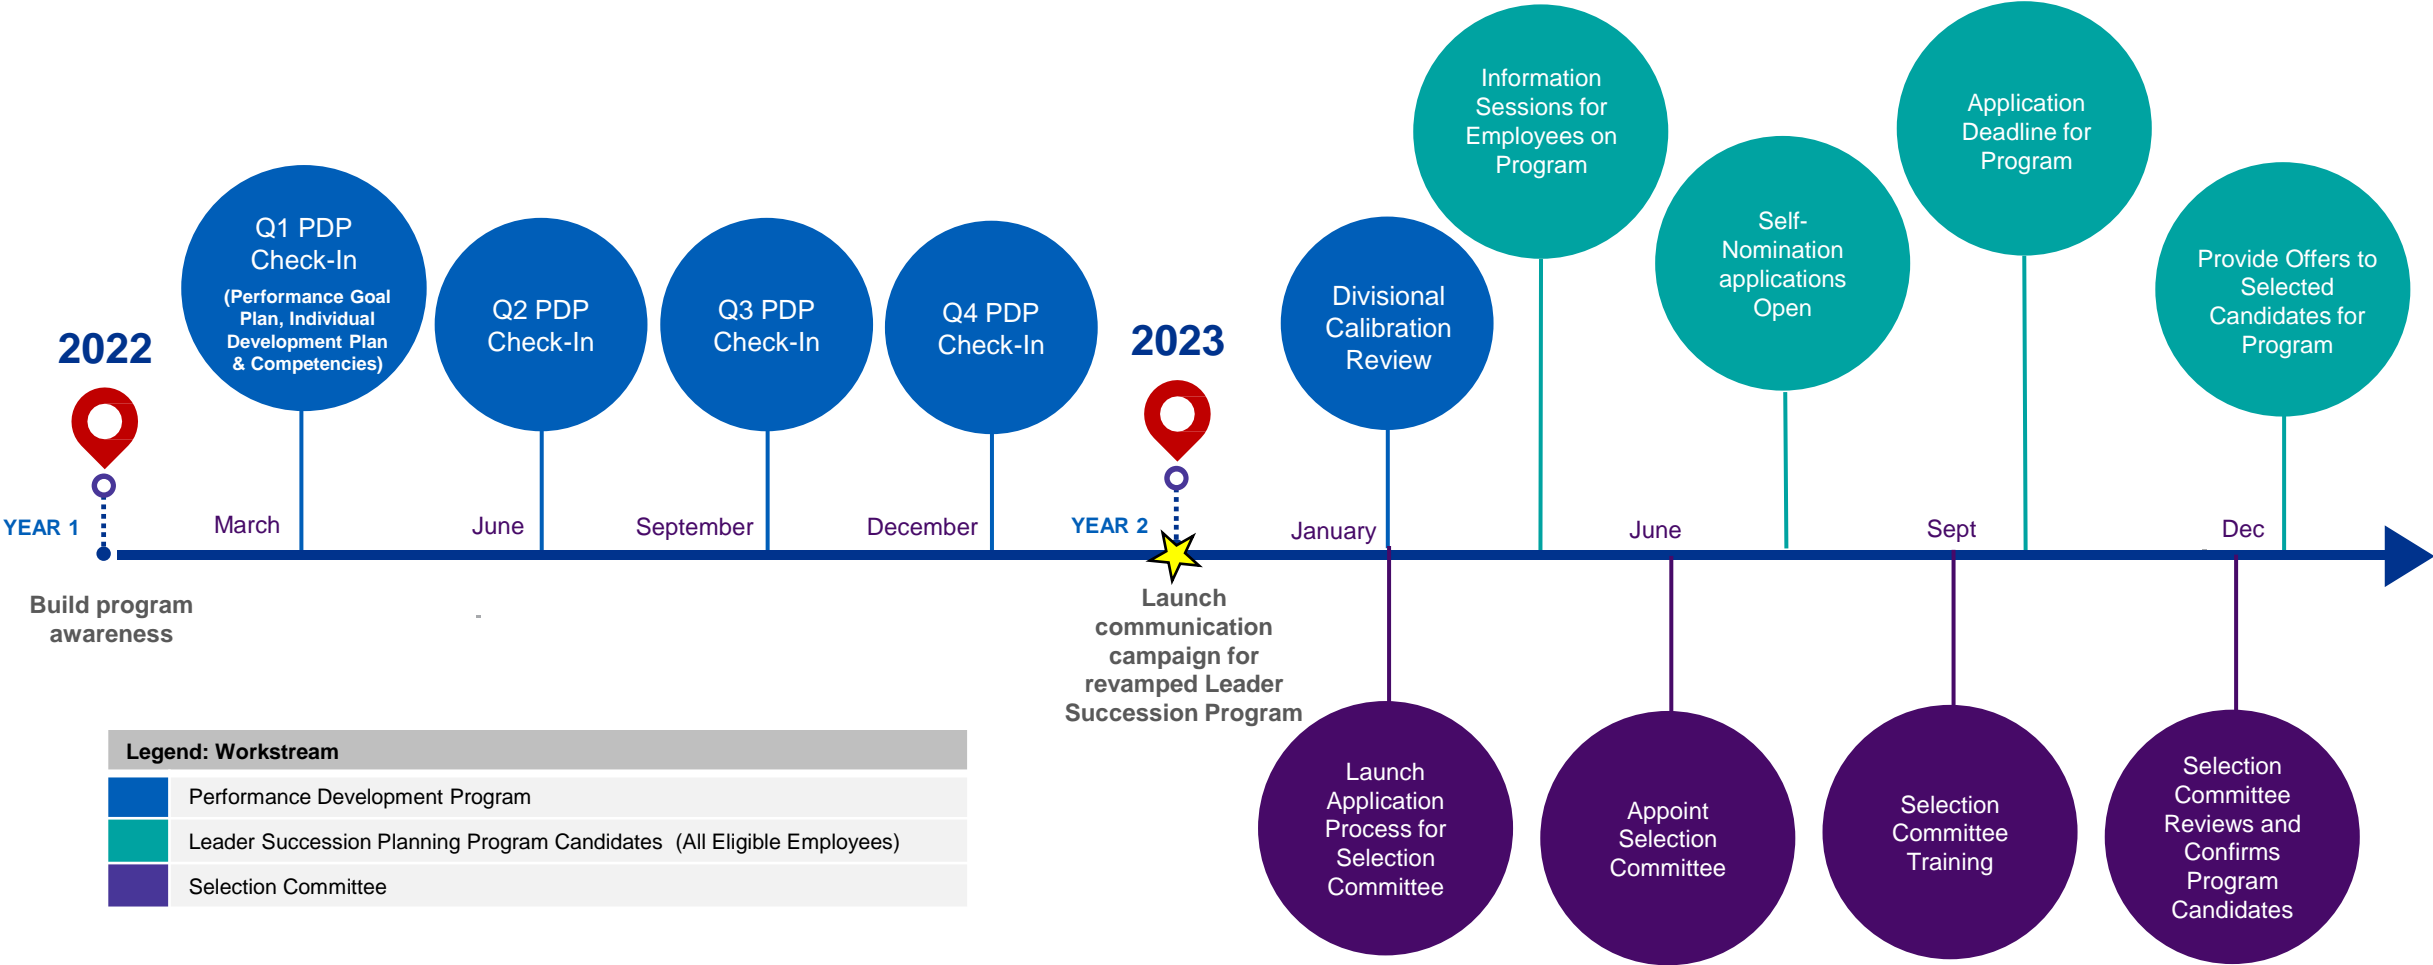 2022
YEAR 1
Build program
awareness
Q1 PDP
Check-In
(Performance Goal
Plan, Individual
Development Plan
& Competencies)
March
Q2 PDP
Check-In
June
Q3 PDP
Check-In
September
Q4 PDP
Check-In
December
2023
YEAR 2
Launch
communication
campaign for
revamped Leader
Succession Program
Divisional
Calibration
Review
January
Information
Sessions for
Employees on
Program
Self-
Nomination
applications
Open
June
Application
Deadline for
Program
Sept
Provide Offers to
Selected
Candidates for
Program
Dec
Launch
Application
Process for
Selection
Committee
Appoint
Selection
Committee
Selection
Committee
Training
Selection
Committee
Reviews and
Confirms
Program
Candidates
Legend: Workstream
Performance Development Program
Leader Succession Planning Program Candidates (All Eligible Employees)
Selection Committee